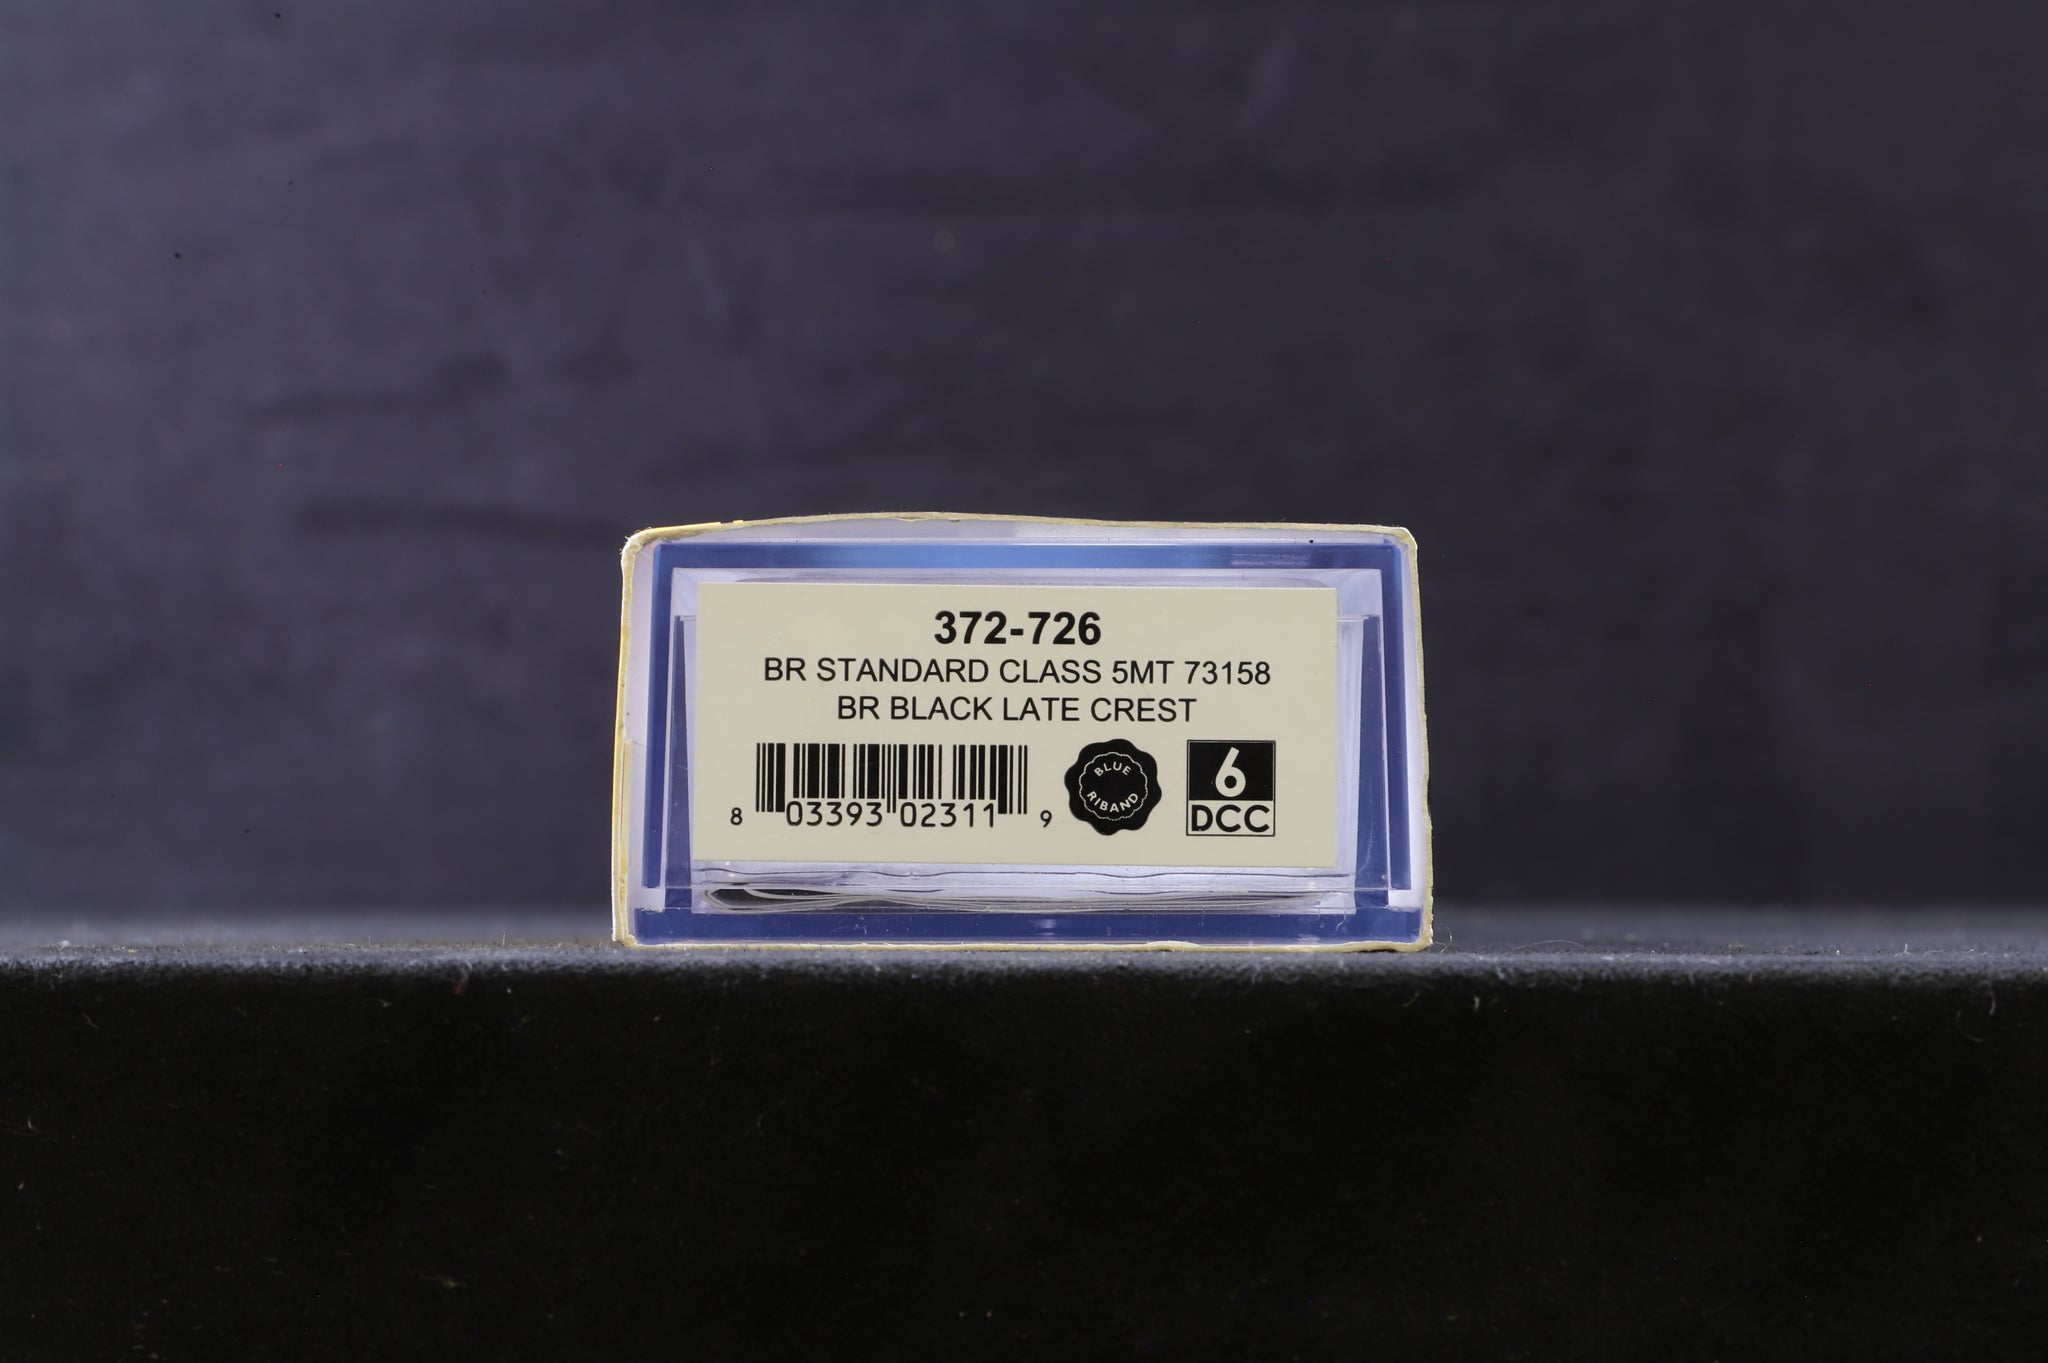 372-726
BR STANDARD CLASS 5MT 73158
BR BLACK LATE CREST
8 03393 02311 9
BLUE RIBAND
6
DCC